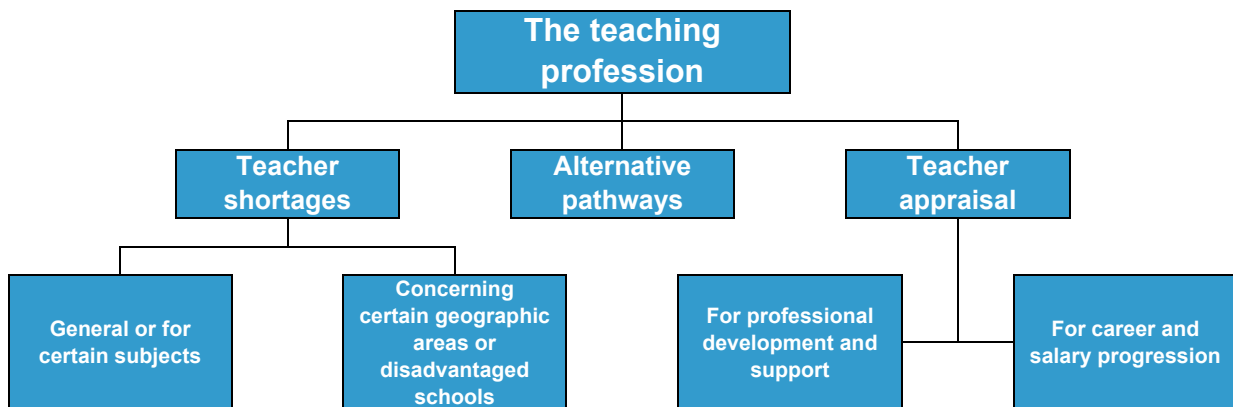 The teaching
profession
Teacher
shortages
Alternative
pathways
Teacher
appraisal
General or for
certain subjects
Concerning
certain geographic
areas or
disadvantaged
schools
For professional
development and
support
For career and
salary progression